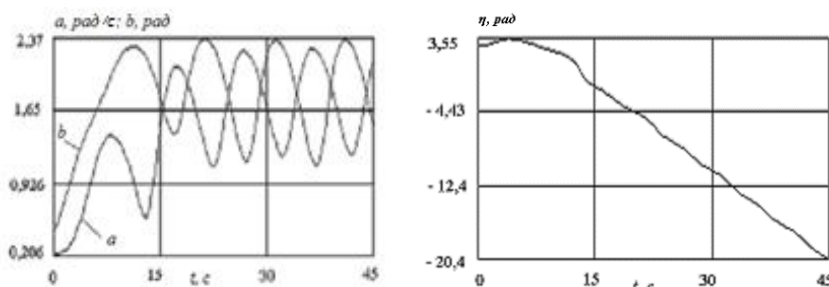 a, рад/с; b, рад
2,37
1,65
b
0,926
a
0,206
0 15 30 45
t, с
η, рад
3,55
- 4,43
- 12,4
- 20,4
0 15 30 45
t, с